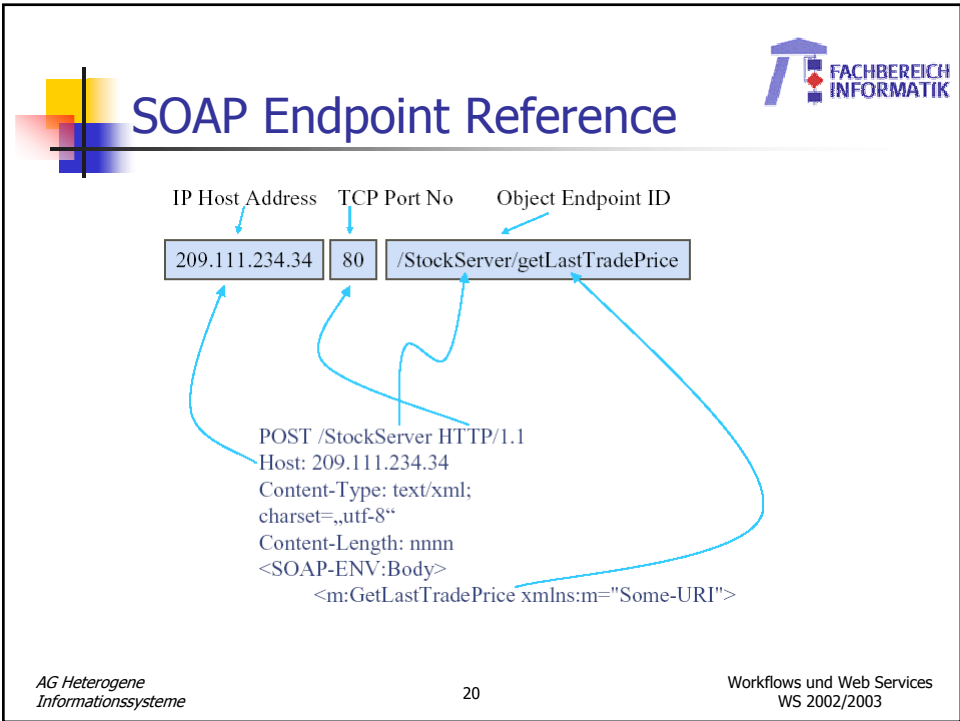 FACHBEREICH
INFORMATIK
SOAP Endpoint Reference
IP Host Address TCP Port No Object Endpoint ID
209.111.234.34 80 /StockServer/getLastTradePrice
POST /StockServer HTTP/1.1
Host: 209.111.234.34
Content-Type: text/xml;
charset=„utf-8“
Content-Length: nnnn
<SOAP-ENV:Body>
<m:GetLastTradePrice xmlns:m="Some-URI">
AG Heterogene
Informationssysteme
20
Workflows und Web Services
WS 2002/2003